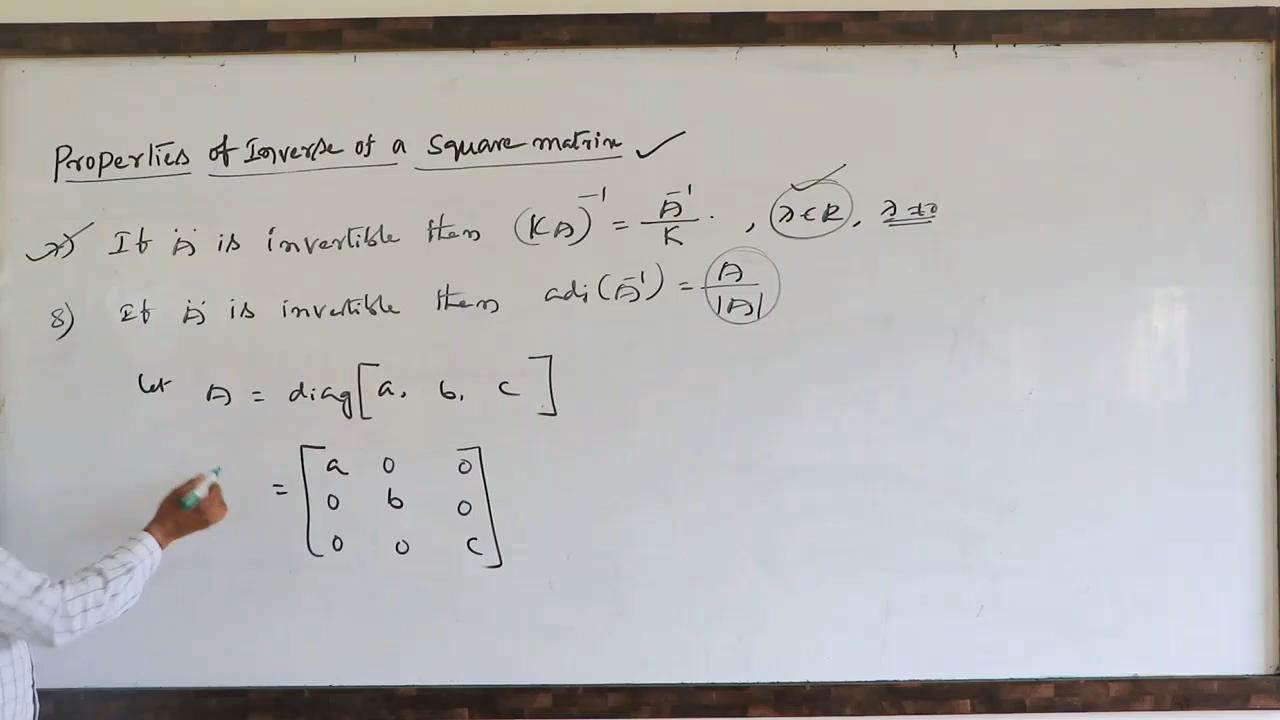 Properties of Inverse of a Square matrix ✓
7) If A is invertible then (KA)⁻¹ = A⁻¹/K . , λ ∈ R, λ ≠ 0
8) If A is invertible then adj(A⁻¹) = A/|A|
Let A = diag[a, b, c]
= [a 0 0
0 b 0
0 0 c]